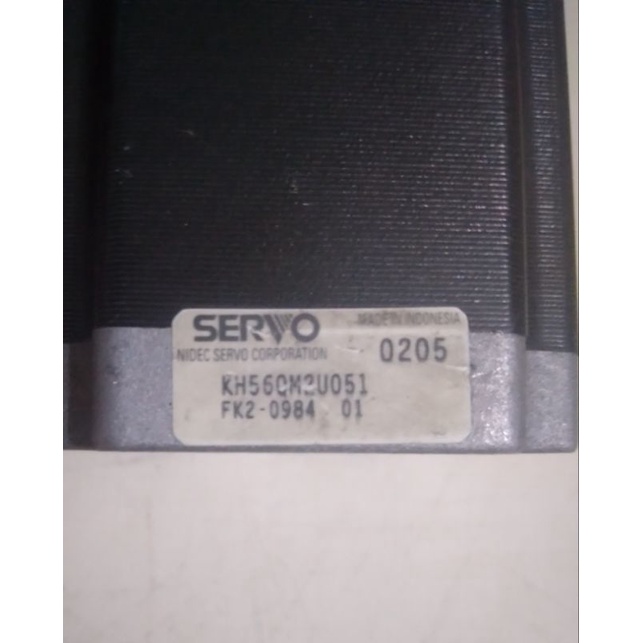 SERVO
MADE IN INDONESIA
NIDEC SERVO CORPORATION
0205
KH56QM2U051
FK2-0984 01